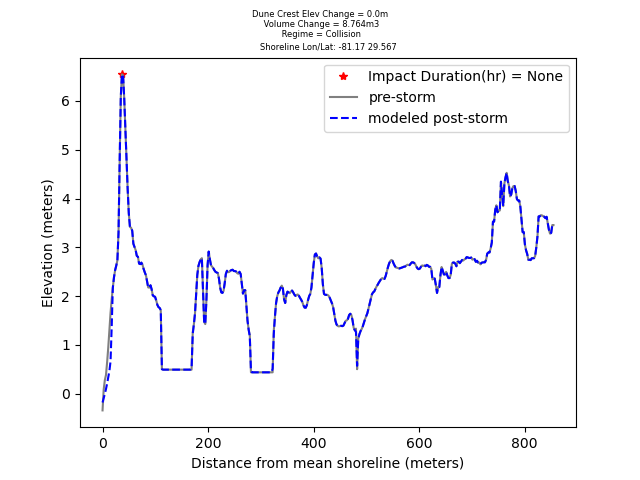 Dune Crest Elev Change = 0.0m
Volume Change = 8.764m3
Regime = Collision
Shoreline Lon/Lat: -81.17 29.567
Impact Duration(hr) = None
pre-storm
modeled post-storm
Elevation (meters)
6
5
4
3
2
1
0
0 200 400 600 800
Distance from mean shoreline (meters)